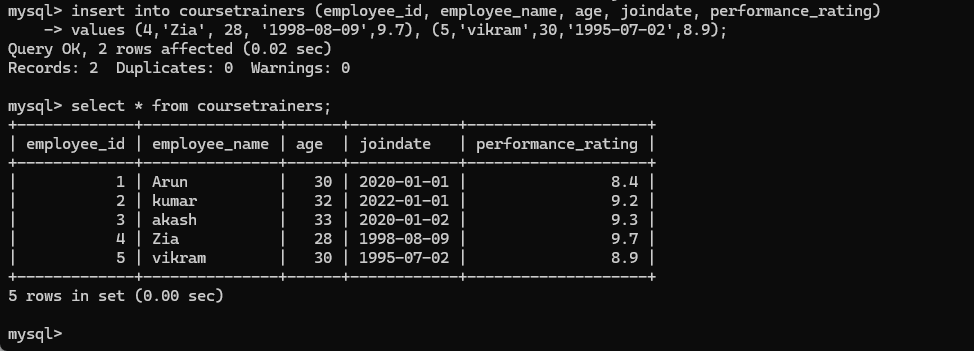 mysql> insert into coursetrainers (employee_id, employee_name, age, joindate, performance_rating)
    -> values (4,'Zia', 28, '1998-08-09',9.7), (5,'vikram',30,'1995-07-02',8.9);
Query OK, 2 rows affected (0.02 sec)
Records: 2  Duplicates: 0  Warnings: 0

mysql> select * from coursetrainers;
+-------------+---------------+------+------------+--------------------+
| employee_id | employee_name | age  | joindate   | performance_rating |
+-------------+---------------+------+------------+--------------------+
|           1 | Arun          |   30 | 2020-01-01 |                8.4 |
|           2 | kumar         |   32 | 2022-01-01 |                9.2 |
|           3 | akash         |   33 | 2020-01-02 |                9.3 |
|           4 | Zia           |   28 | 1998-08-09 |                9.7 |
|           5 | vikram        |   30 | 1995-07-02 |                8.9 |
+-------------+---------------+------+------------+--------------------+
5 rows in set (0.00 sec)

mysql>